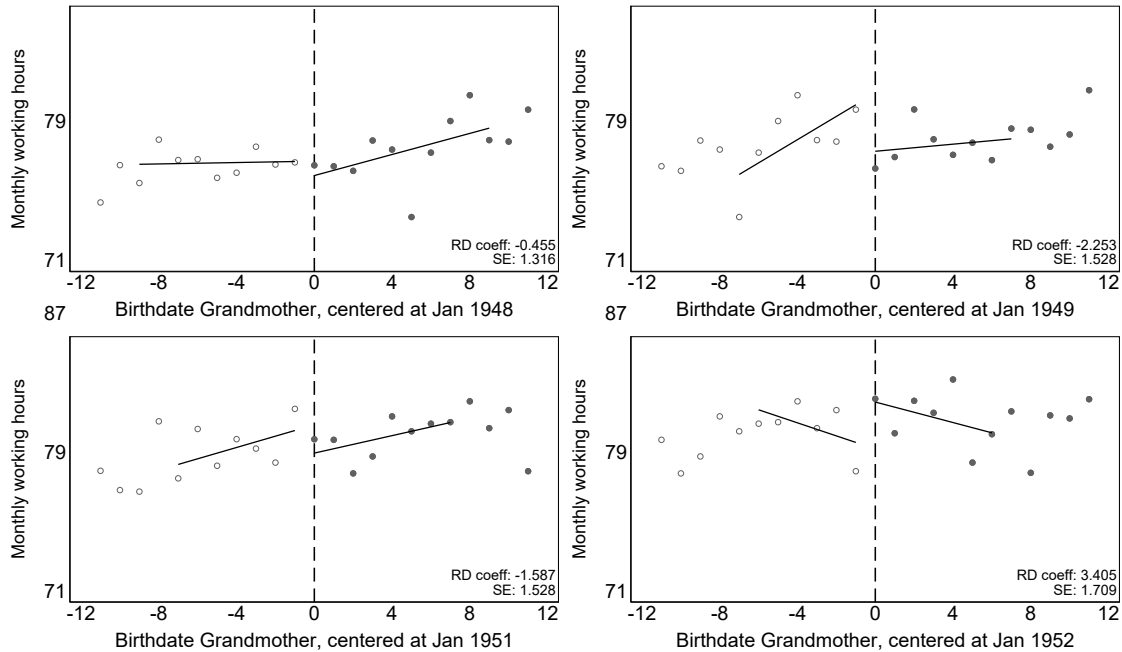 Monthly working hours
79
71
RD coeff: -0.455
SE: 1.316
-12 -8 -4 0 4 8 12
Birthdate Grandmother, centered at Jan 1948
Monthly working hours
79
71
RD coeff: -2.253
SE: 1.528
-12 -8 -4 0 4 8 12
Birthdate Grandmother, centered at Jan 1949
87
Monthly working hours
79
71
RD coeff: -1.587
SE: 1.528
-12 -8 -4 0 4 8 12
Birthdate Grandmother, centered at Jan 1951
87
Monthly working hours
79
71
RD coeff: 3.405
SE: 1.709
-12 -8 -4 0 4 8 12
Birthdate Grandmother, centered at Jan 1952